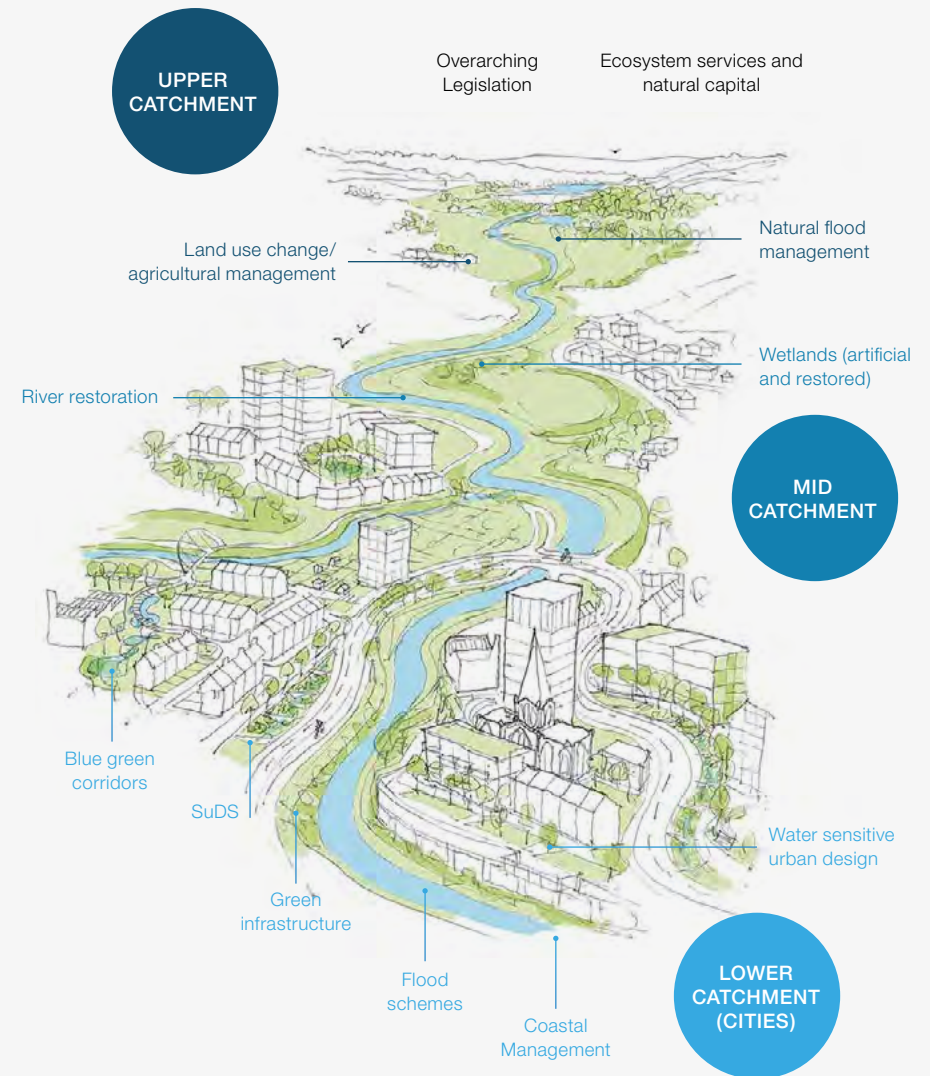 UPPER
CATCHMENT
Overarching
Legislation
Ecosystem services and
natural capital
Land use change/
agricultural management
Natural flood
management
Wetlands (artificial
and restored)
River restoration
MID
CATCHMENT
Blue green
corridors
SuDS
Green
infrastructure
Water sensitive
urban design
Flood
schemes
Coastal
Management
LOWER
CATCHMENT
(CITIES)